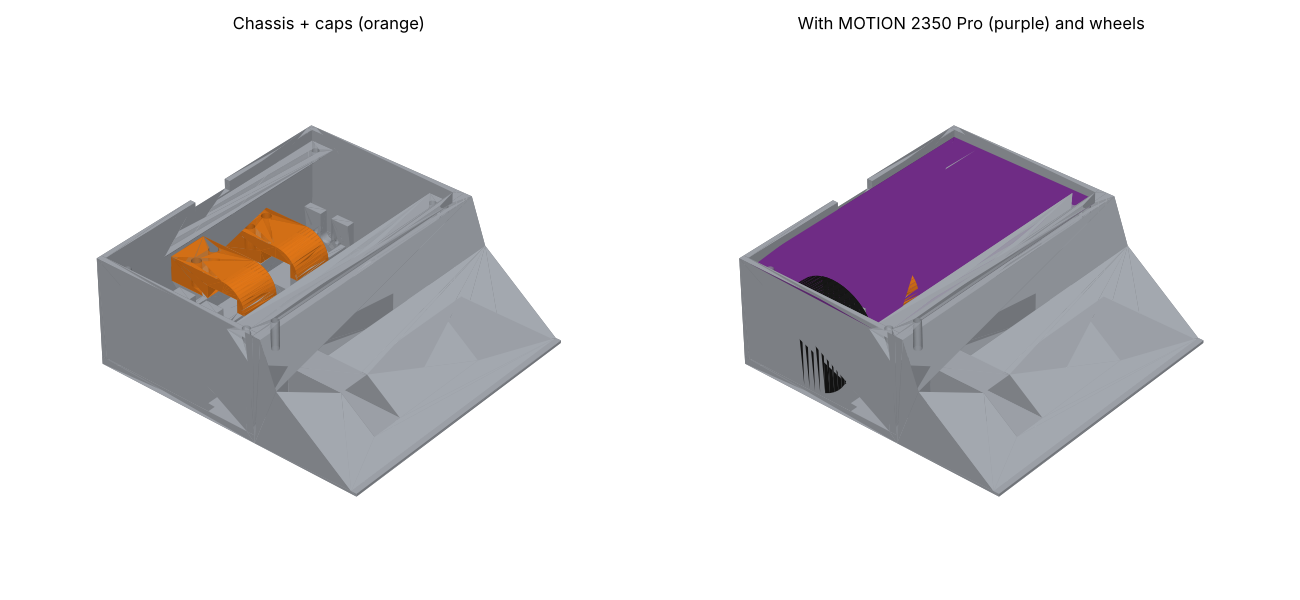 Chassis + caps (orange)
With MOTION 2350 Pro (purple) and wheels